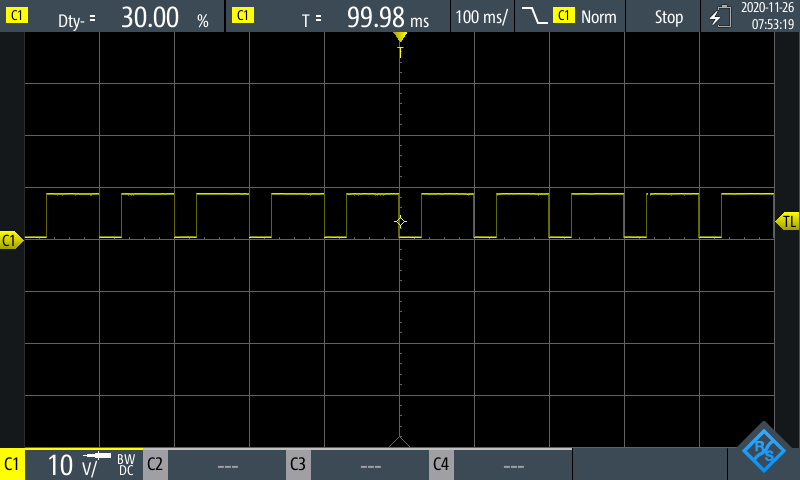 C1 Dty- = 30.00 % C1 T = 99.98 ms 100 ms/ C1 Norm Stop 2020-11-26
07:53:19
T
C1
TL
C1 10 V/ BW C2 --- C3 --- C4 ---
DC
R&S